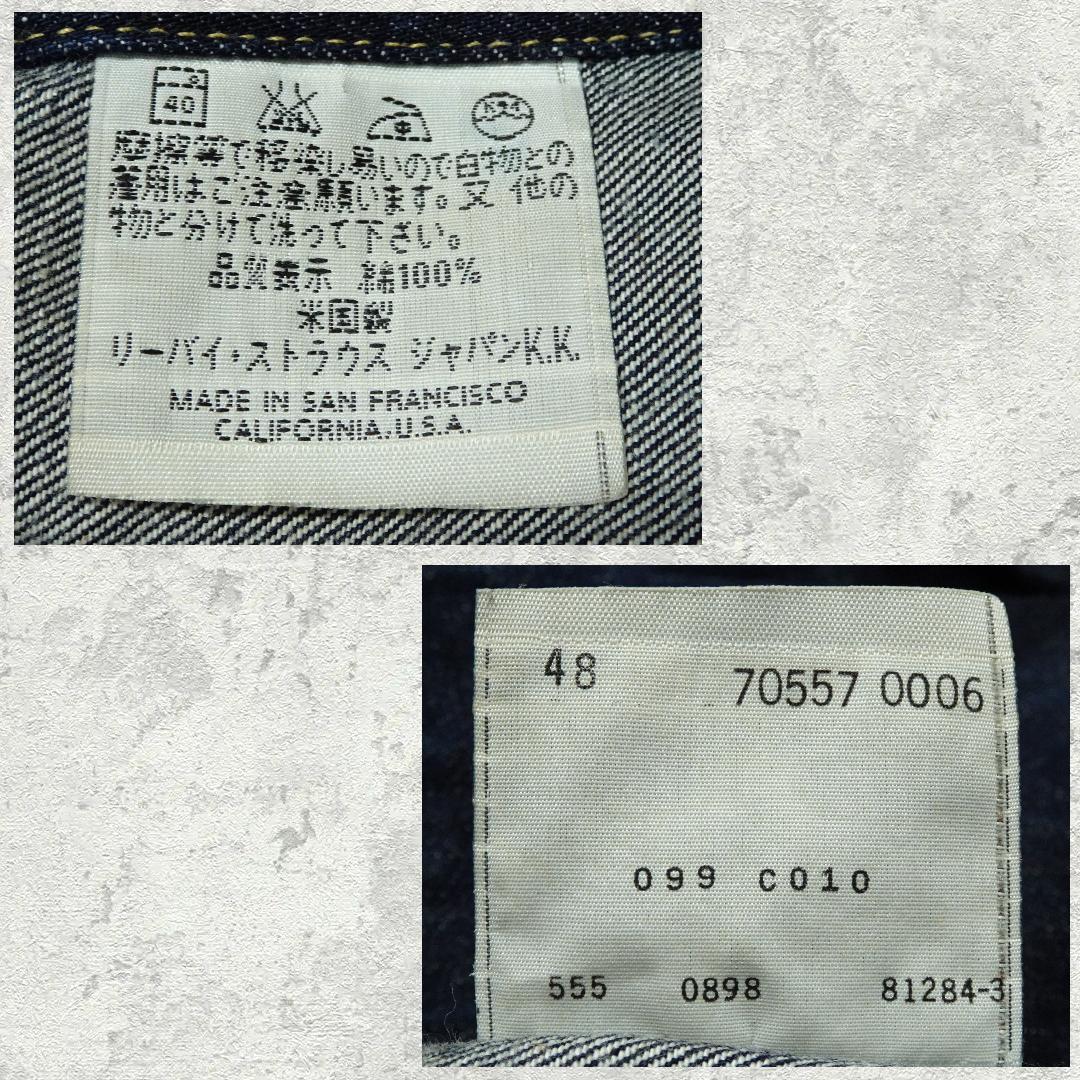 40
摩擦等で移染し易いので白物との
着用はご注意願います。又 他の
物と分けて洗って下さい。
品質表示 綿100%
米国製
リーバイ・ストラウス ジャパンK.K.
MADE IN SAN FRANCISCO
CALIFORNIA.U.S.A.
48 70557 0006
099 C010
555 0898 81284-3